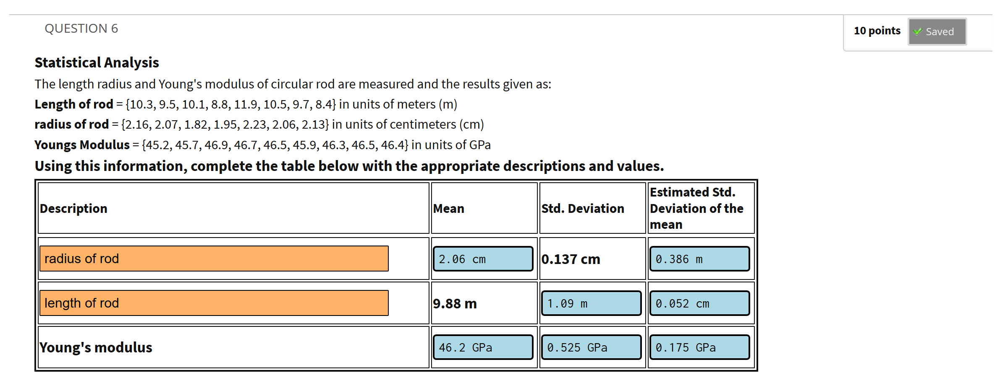 QUESTION 6
10 points
Saved
Statistical Analysis
The length radius and Young's modulus of circular rod are measured and the results given as:
Length of rod = {10.3, 9.5, 10.1, 8.8, 11.9, 10.5, 9.7, 8.4} in units of meters (m)
radius of rod = {2.16, 2.07, 1.82, 1.95, 2.23, 2.06, 2.13} in units of centimeters (cm)
Youngs Modulus = {45.2, 45.7, 46.9, 46.7, 46.5, 45.9, 46.3, 46.5, 46.4} in units of GPa
Using this information, complete the table below with the appropriate descriptions and values.
Description Mean Std. Deviation Estimated Std.
Deviation of the
mean
radius of rod 2.06 cm 0.137 cm 0.386 m
length of rod 9.88 m 1.09 m 0.052 cm
Young's modulus 46.2 GPa 0.525 GPa 0.175 GPa